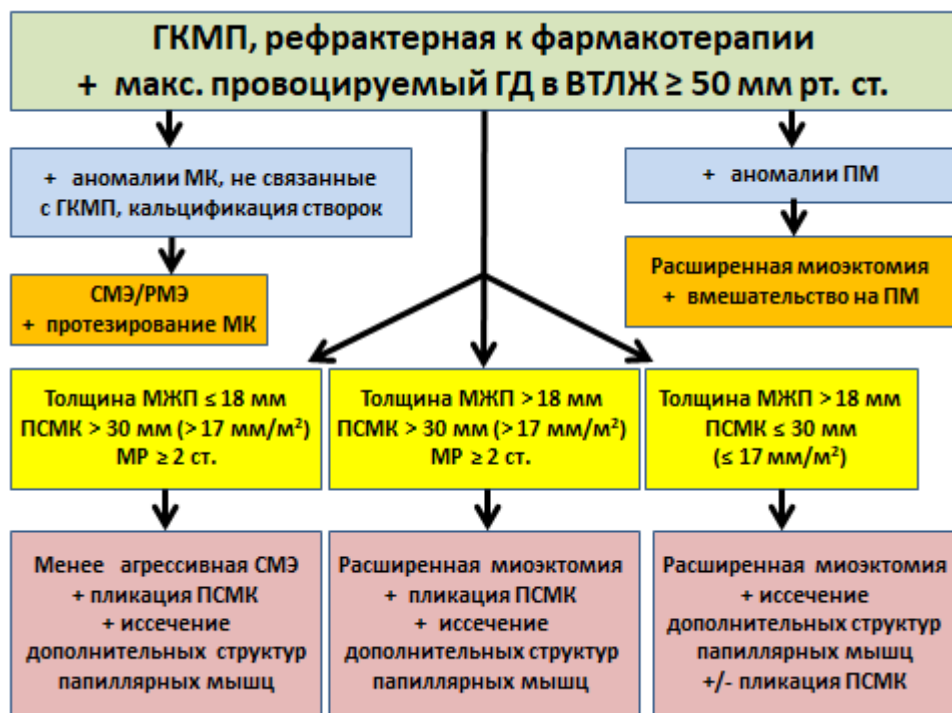 ГКМП, рефрактерная к фармакотерапии
+ макс. провоцируемый ГД в ВТЛЖ ≥ 50 мм рт. ст.
+ аномалии МК, не связанные
с ГКМП, кальцификация створок
+ аномалии ПМ
СМЭ/РМЭ
+ протезирование МК
Расширенная миоэктомия
+ вмешательство на ПМ
Толщина МЖП ≤ 18 мм
ПСМК > 30 мм (> 17 мм/м²)
МР ≥ 2 ст.
Толщина МЖП > 18 мм
ПСМК > 30 мм (> 17 мм/м²)
МР ≥ 2 ст.
Толщина МЖП > 18 мм
ПСМК ≤ 30 мм
(≤ 17 мм/м²)
Менее агрессивная СМЭ
+ пликация ПСМК
+ иссечение
дополнительных структур
папиллярных мышц
Расширенная миоэктомия
+ пликация ПСМК
+ иссечение
дополнительных структур
папиллярных мышц
Расширенная миоэктомия
+ иссечение
дополнительных структур
папиллярных мышц
+/- пликация ПСМК